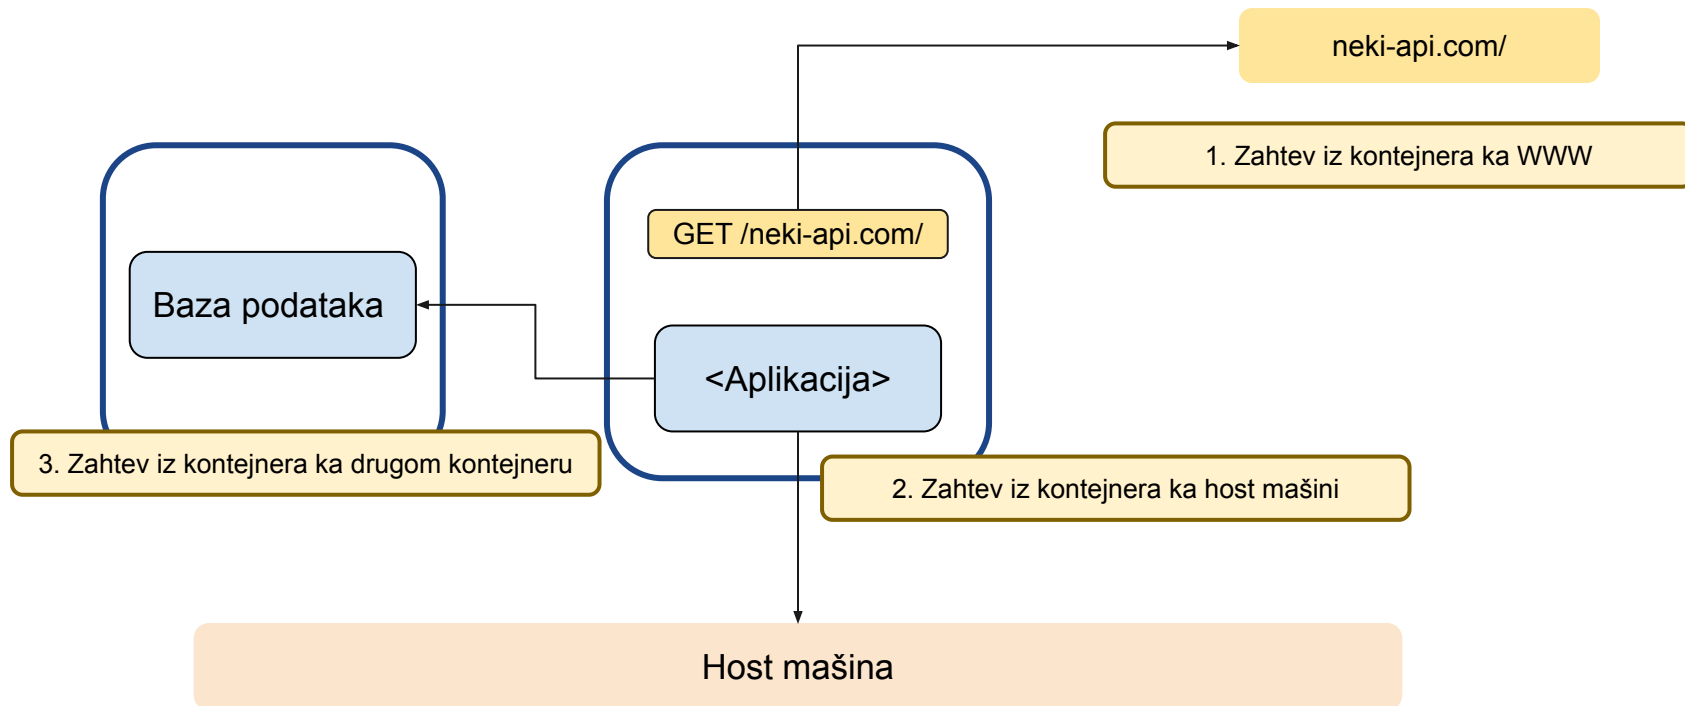 neki-api.com/
1. Zahtev iz kontejnera ka WWW
GET /neki-api.com/
Baza podataka
<Aplikacija>
3. Zahtev iz kontejnera ka drugom kontejneru
2. Zahtev iz kontejnera ka host mašini
Host mašina